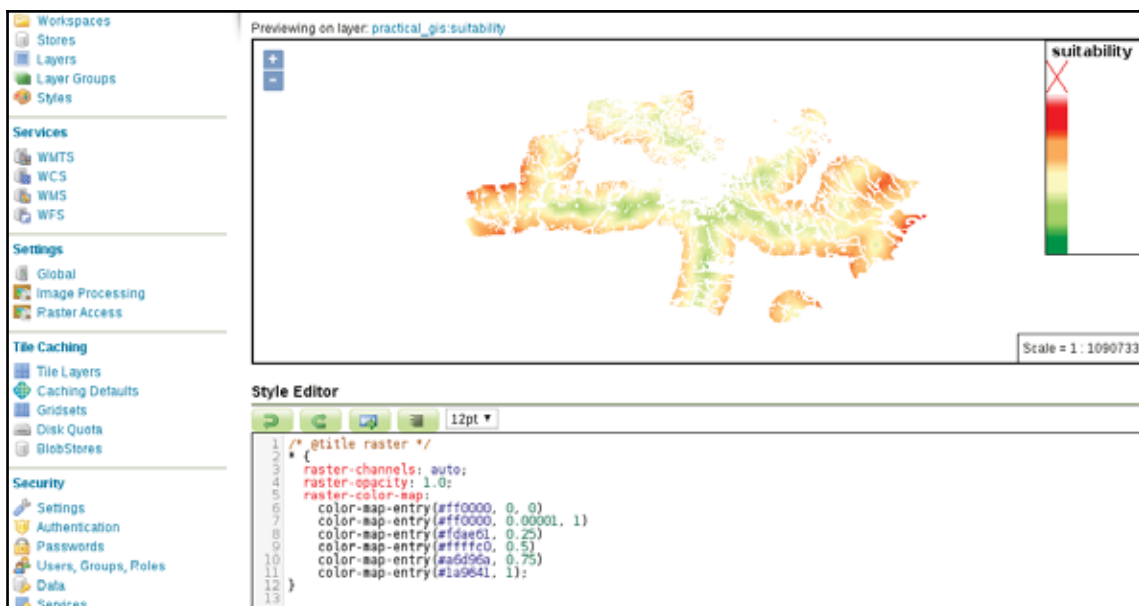 Workspaces
Stores
Layers
Layer Groups
Styles
Services
WMTS
WCS
WMS
WFS
Settings
Global
Image Processing
Raster Access
Tile Caching
Tile Layers
Caching Defaults
Gridsets
Disk Quota
BlobStores
Security
Settings
Authentication
Passwords
Users, Groups, Roles
Data
Services
Previewing on layer: practical_gis:suitability
+
-
suitability
Scale = 1 : 1090733
Style Editor
12pt ▼
1 /* @title raster */
2 * {
3 raster-channels: auto;
4 raster-opacity: 1.0;
5 raster-color-map:
6 color-map-entry(#ff0000, 0, 0)
7 color-map-entry(#ff0000, 0.00001, 1)
8 color-map-entry(#fdae61, 0.25)
9 color-map-entry(#ffffc0, 0.5)
10 color-map-entry(#a6d96a, 0.75)
11 color-map-entry(#1a9641, 1);
12 }
13